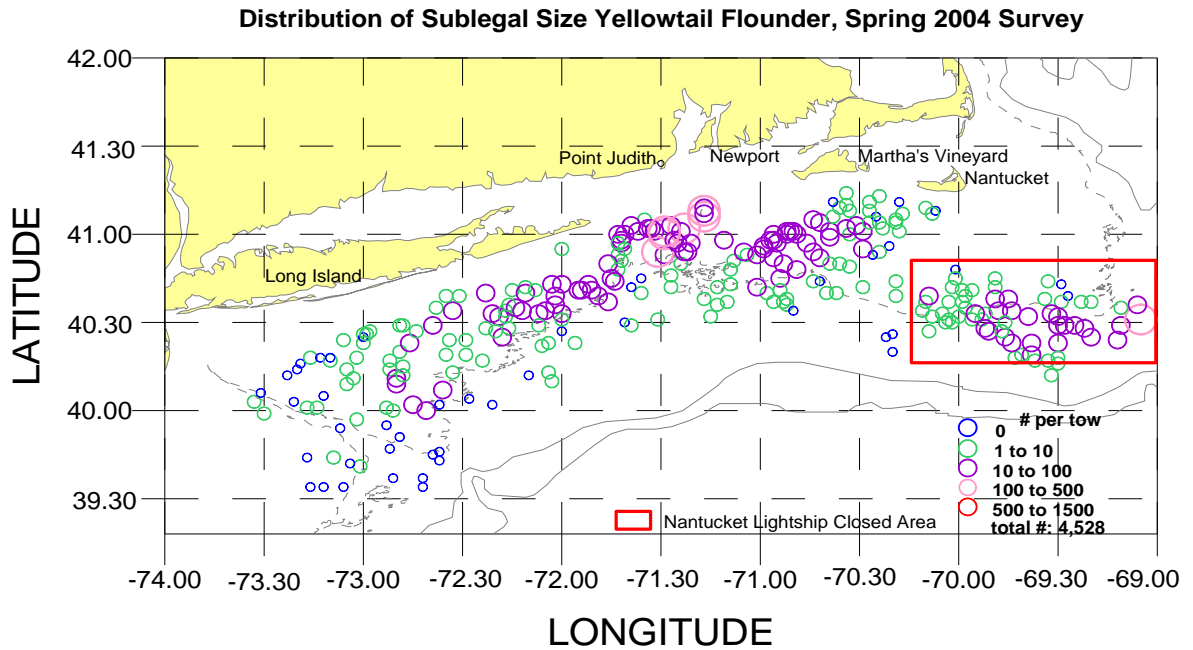 Distribution of Sublegal Size Yellowtail Flounder, Spring 2004 Survey
42.00
41.30
41.00
40.30
40.00
39.30
LATITUDE
Point Judith
Newport
Martha's Vineyard
Nantucket
Long Island
# per tow
0
1 to 10
10 to 100
100 to 500
500 to 1500
total #: 4,528
Nantucket Lightship Closed Area
-74.00
-73.30
-73.00
-72.30
-72.00
-71.30
-71.00
-70.30
-70.00
-69.30
-69.00
LONGITUDE